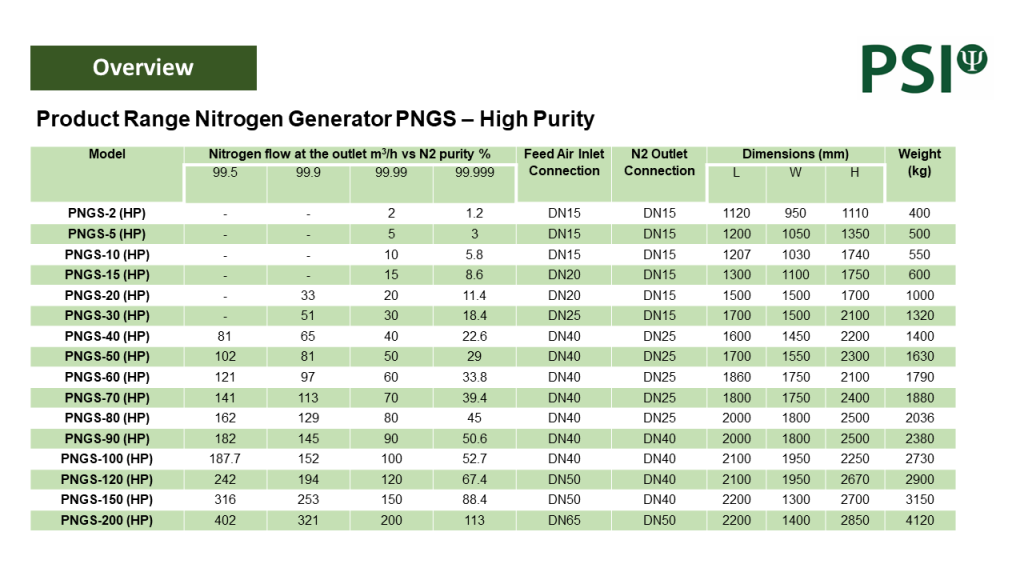 Overview
PSI Ψ
Product Range Nitrogen Generator PNGS – High Purity
Model Nitrogen flow at the outlet m³/h vs N2 purity % Feed Air Inlet Connection N2 Outlet Connection Dimensions (mm) Weight (kg)
99.5 99.9 99.99 99.999 L W H
PNGS-2 (HP) - - 2 1.2 DN15 DN15 1120 950 1110 400
PNGS-5 (HP) - - 5 3 DN15 DN15 1200 1050 1350 500
PNGS-10 (HP) - - 10 5.8 DN15 DN15 1207 1030 1740 550
PNGS-15 (HP) - - 15 8.6 DN20 DN15 1300 1100 1750 600
PNGS-20 (HP) - 33 20 11.4 DN20 DN15 1500 1500 1700 1000
PNGS-30 (HP) - 51 30 18.4 DN25 DN15 1700 1500 2100 1320
PNGS-40 (HP) 81 65 40 22.6 DN40 DN25 1600 1450 2200 1400
PNGS-50 (HP) 102 81 50 29 DN40 DN25 1700 1550 2300 1630
PNGS-60 (HP) 121 97 60 33.8 DN40 DN25 1860 1750 2100 1790
PNGS-70 (HP) 141 113 70 39.4 DN40 DN25 1800 1750 2400 1880
PNGS-80 (HP) 162 129 80 45 DN40 DN25 2000 1800 2500 2036
PNGS-90 (HP) 182 145 90 50.6 DN40 DN40 2000 1800 2500 2380
PNGS-100 (HP) 187.7 152 100 52.7 DN40 DN40 2100 1950 2250 2730
PNGS-120 (HP) 242 194 120 67.4 DN50 DN40 2100 1950 2670 2900
PNGS-150 (HP) 316 253 150 88.4 DN50 DN40 2200 1300 2700 3150
PNGS-200 (HP) 402 321 200 113 DN65 DN50 2200 1400 2850 4120